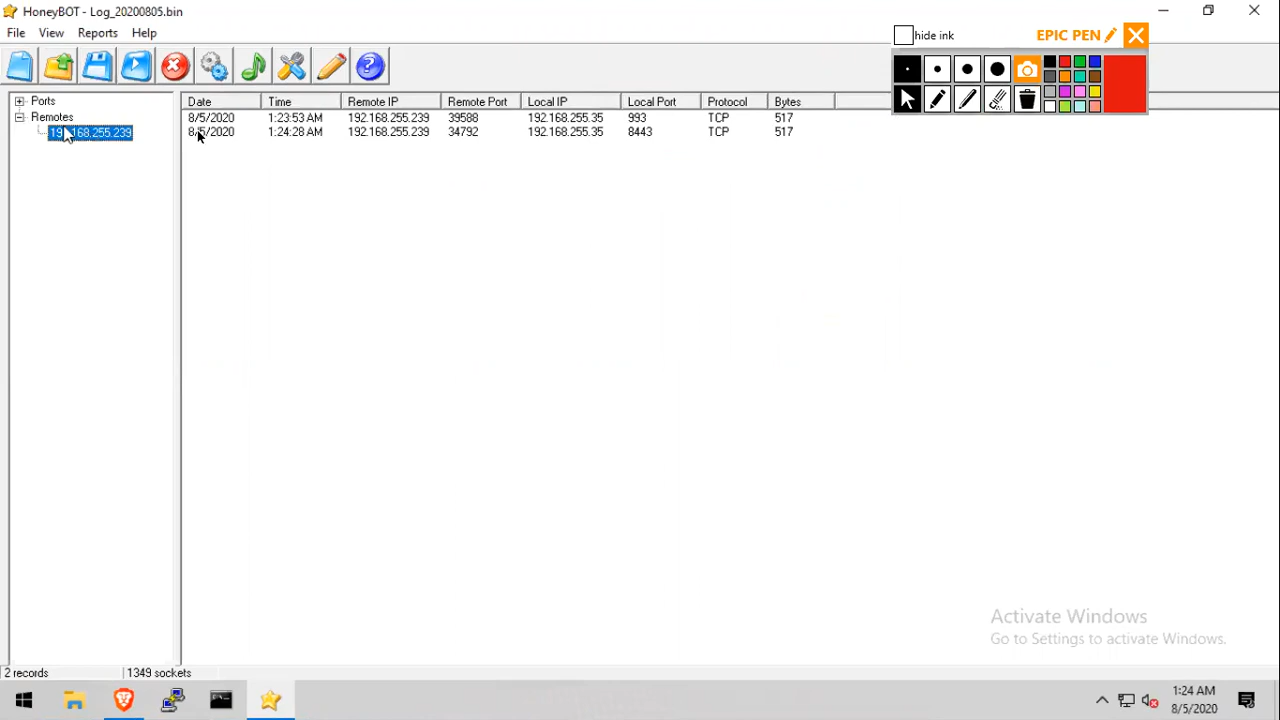 HoneyBOT - Log_20200805.bin
File View Reports Help
hide ink EPIC PEN
Ports
Remotes
192.168.255.239
Date Time Remote IP Remote Port Local IP Local Port Protocol Bytes
8/5/2020 1:23:53 AM 192.168.255.239 39588 192.168.255.35 993 TCP 517
8/5/2020 1:24:28 AM 192.168.255.239 34792 192.168.255.35 8443 TCP 517
Activate Windows
Go to Settings to activate Windows.
2 records 1349 sockets
1:24 AM
8/5/2020